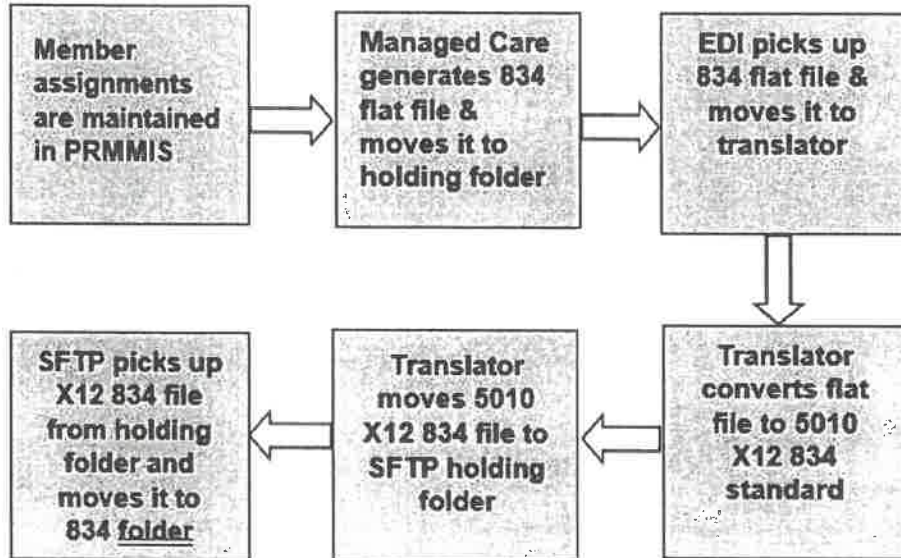 Member
assignments
are maintained
in PRMMIS
Managed Care
generates 834
flat file &
moves it to
holding folder
EDI picks up
834 flat file &
moves it to
translator
Translator
converts flat
file to 5010
X12 834
standard
Translator
moves 5010
X12 834 file to
SFTP holding
folder
SFTP picks up
X12 834 file
from holding
folder and
moves it to
834 folder